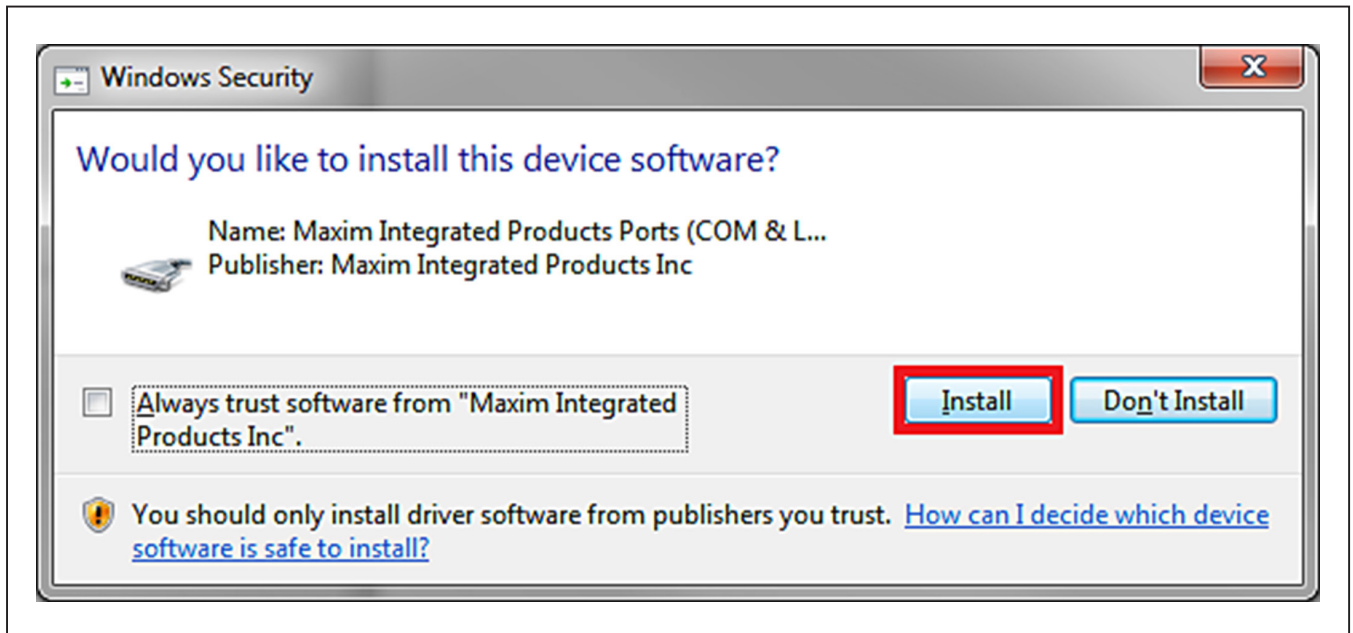 Windows Security
Would you like to install this device software?
Name: Maxim Integrated Products Ports (COM & L...
Publisher: Maxim Integrated Products Inc
Always trust software from "Maxim Integrated
Products Inc".
Install
Don't Install
You should only install driver software from publishers you trust. How can I decide which device
software is safe to install?